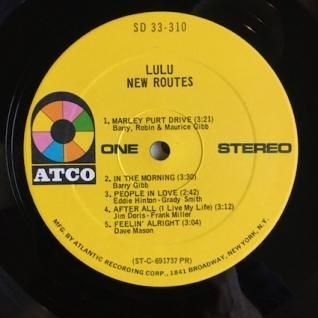 SD 33-310
LULU
NEW ROUTES
1. MARLEY PURT DRIVE (3:21)
Barry, Robin & Maurice Gibb
ONE STEREO
ATCO
2. IN THE MORNING (3:30)
Barry Gibb
3. PEOPLE IN LOVE (2:42)
Eddie Hinton- Grady Smith
4. AFTER ALL (I Live My Life) (3:12)
Jim Doris - Frank Miller
5. FEELIN' ALRIGHT (3:04)
Dave Mason
(ST-C- 691737 PR)
MFG. BY ATLANTIC RECORDING CORP., 1841 BROADWAY, NEW YORK, N.Y.